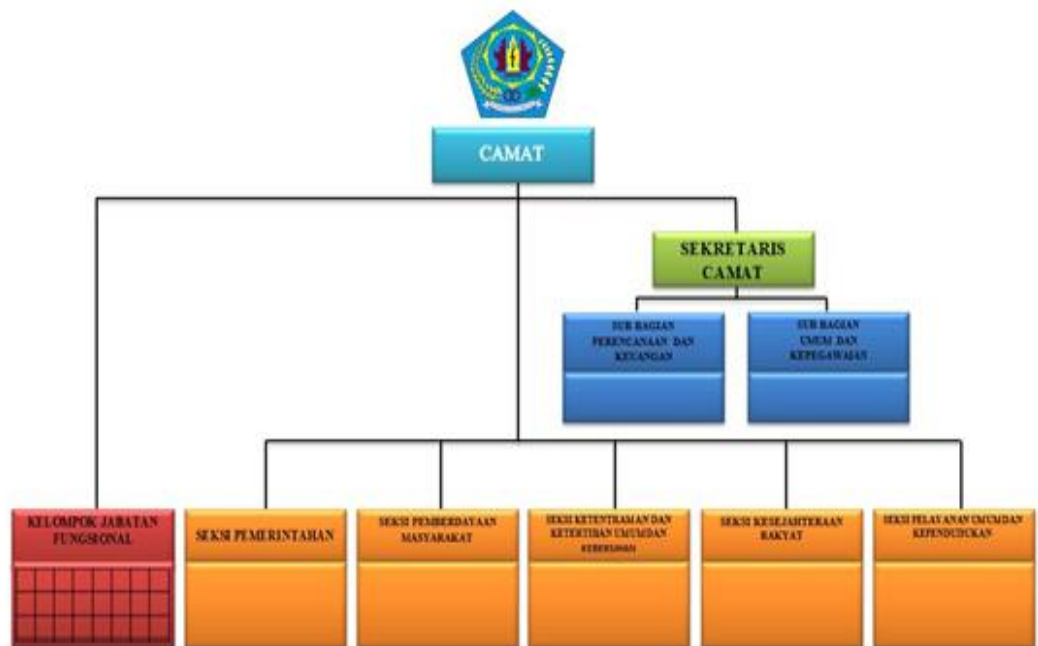 CAMAT
SEKRETARIS
CAMAT
SUB BAGIAN
PERENCANAAN DAN
KEUANGAN
SUB BAGIAN
UMUM DAN
KEPEGAWAIAN
KELOMPOK JABATAN
FUNGSIONAL
SEKSI PEMERINTAHAN
SEKSI PEMBERDAYAAN
MASYARAKAT
SEKSI KETENTRAMAN DAN
KETERTIBAN UMUM DAN
KEBERSIHAN
SEKSI KESEJAHTERAAN
RAKYAT
SEKSI PELAYANAN UMUM DAN
KEPENDUDUKAN